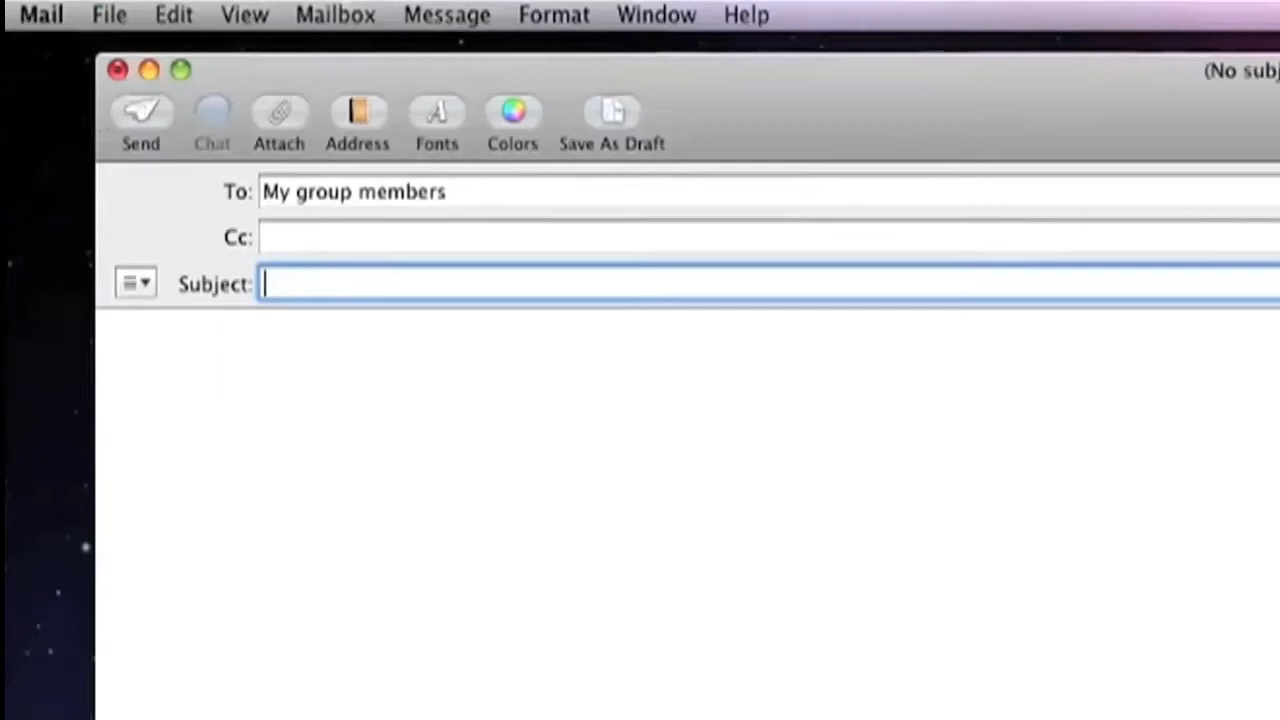 Mail File Edit View Mailbox Message Format Window Help
(No subj
Send Chat Attach Address Fonts Colors Save As Draft
To: My group members
Cc:
Subject: